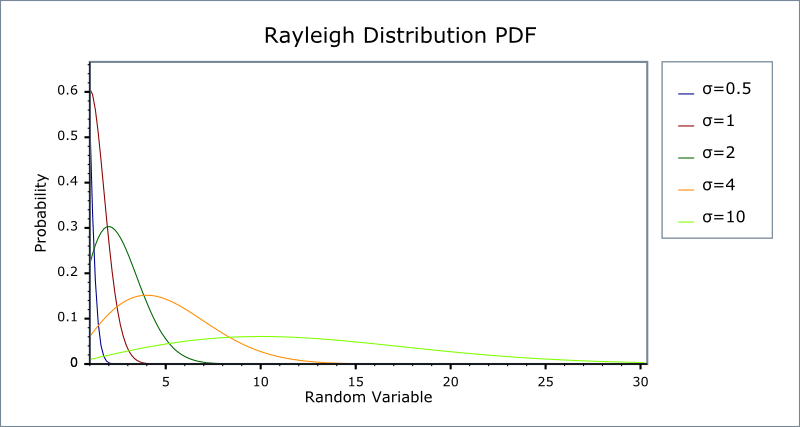 Rayleigh Distribution PDF
0.6
0.5
0.4
0.3
0.2
0.1
0
Probability
5 10 15 20 25 30
Random Variable
σ=0.5
σ=1
σ=2
σ=4
σ=10